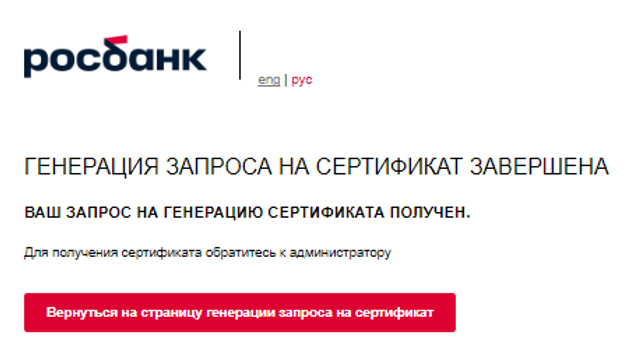 росбанк
eng | рус
ГЕНЕРАЦИЯ ЗАПРОСА НА СЕРТИФИКАТ ЗАВЕРШЕНА
ВАШ ЗАПРОС НА ГЕНЕРАЦИЮ СЕРТИФИКАТА ПОЛУЧЕН.
Для получения сертификата обратитесь к администратору
Вернуться на страницу генерации запроса на сертификат